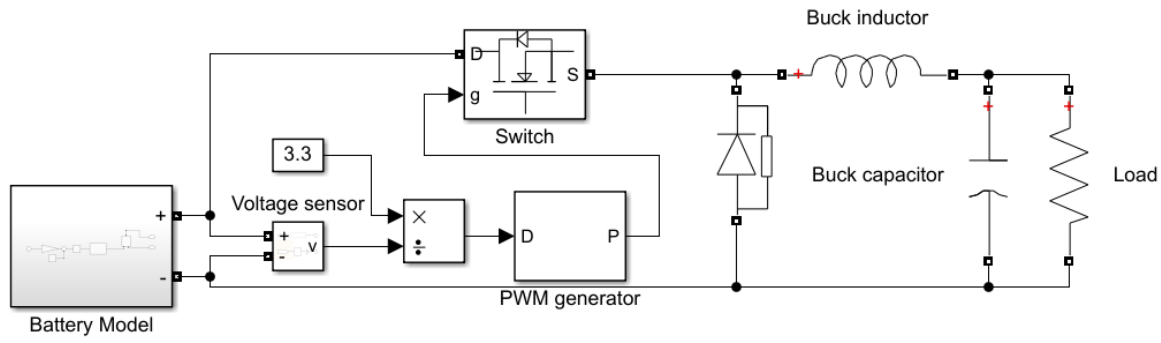 Buck inductor
D
S
g
Switch
3.3
Buck capacitor
Load
Voltage sensor
+
-
+
-
v
×
÷
D
P
PWM generator
Battery Model
+
+
+